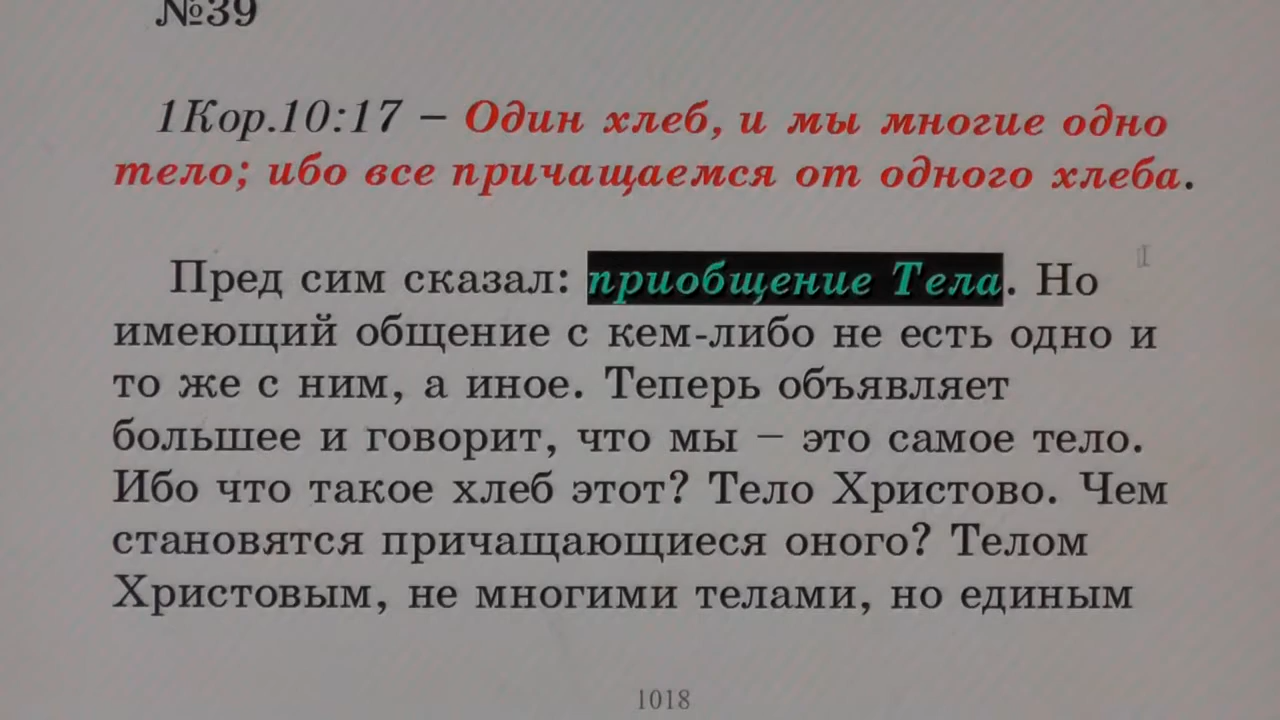 №39
1Кор.10:17 – Один хлеб, и мы многие одно
тело; ибо все причащаемся от одного хлеба.
Пред сим сказал: приобщение Тела. Но
имеющий общение с кем-либо не есть одно и
то же с ним, а иное. Теперь объявляет
большее и говорит, что мы – это самое тело.
Ибо что такое хлеб этот? Тело Христово. Чем
становятся причащающиеся оного? Телом
Христовым, не многими телами, но единым
1018